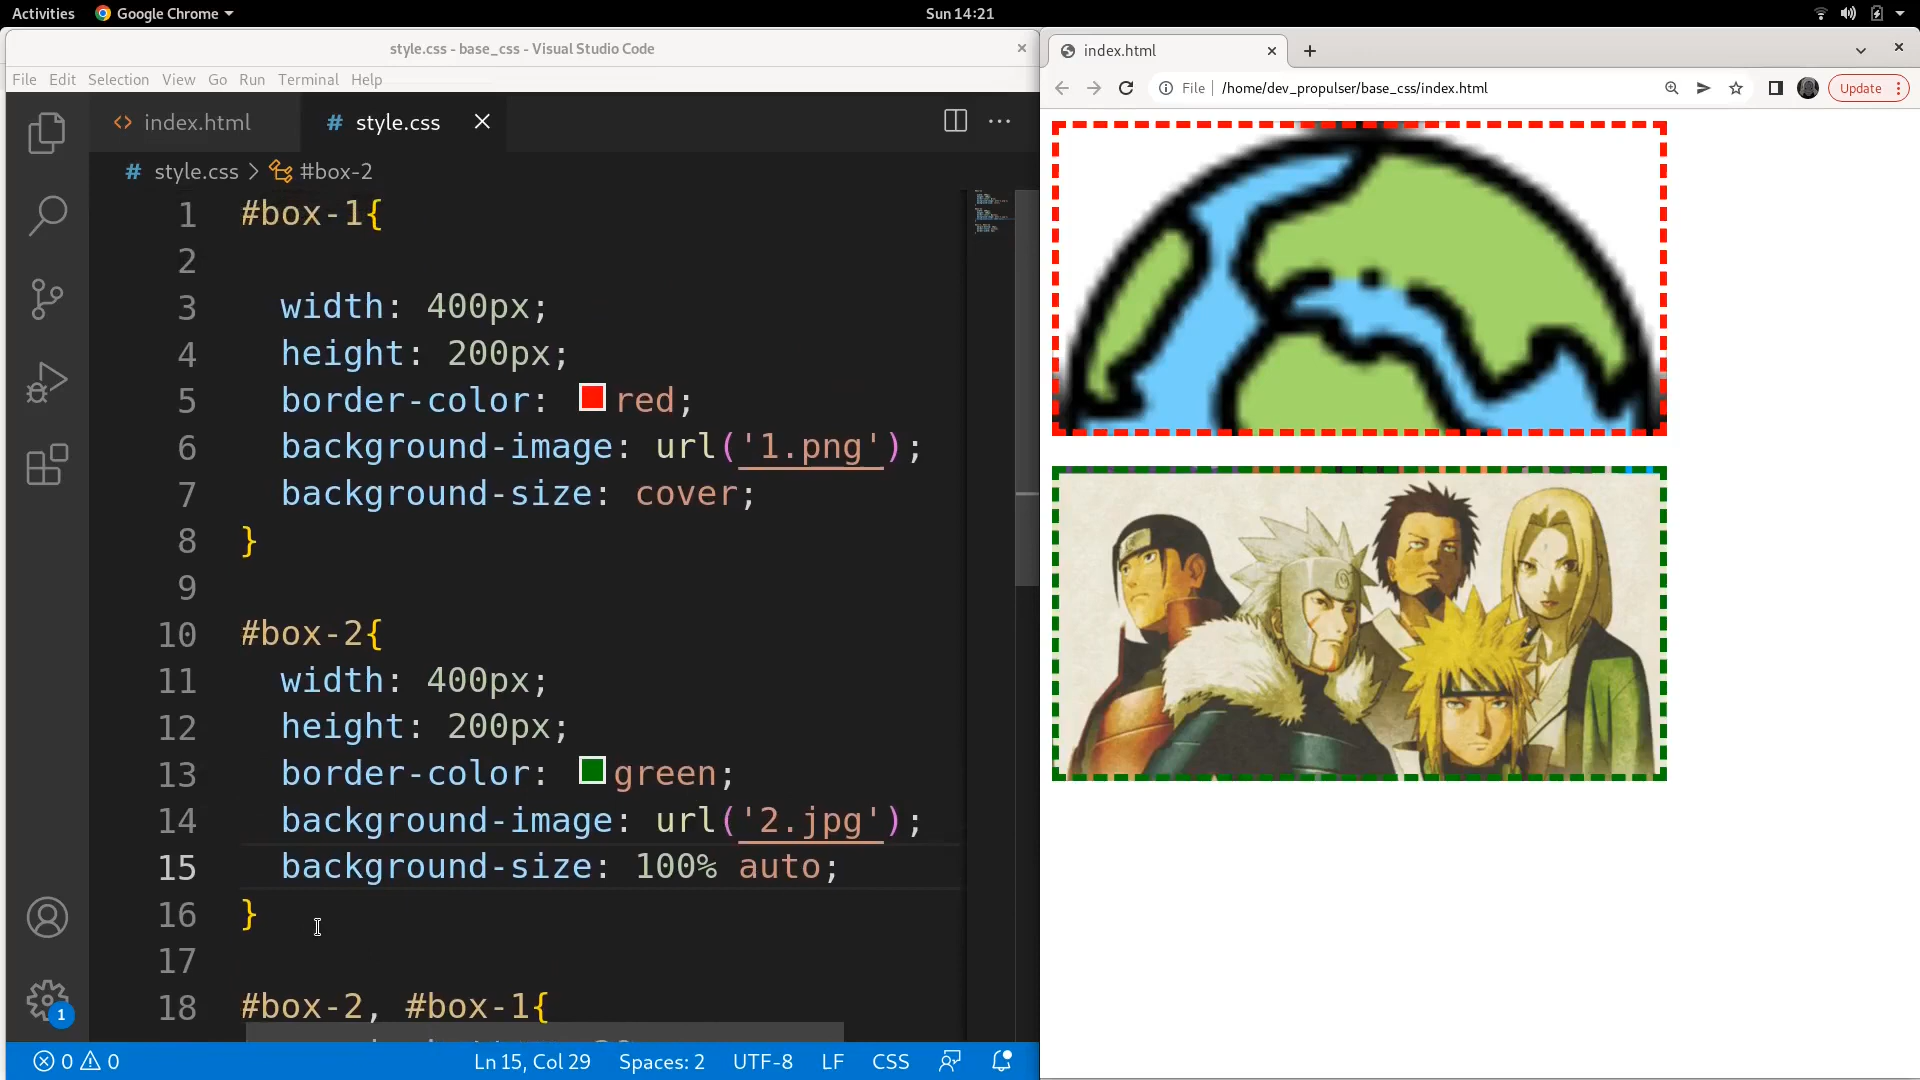 Activities Google Chrome Sun 14:21
style.css - base_css - Visual Studio Code
File Edit Selection View Go Run Terminal Help
index.html style.css
style.css > #box-2
1 #box-1{
2
3 width: 400px;
4 height: 200px;
5 border-color: red;
6 background-image: url('1.png');
7 background-size: cover;
8 }
9
10 #box-2{
11 width: 400px;
12 height: 200px;
13 border-color: green;
14 background-image: url('2.jpg');
15 background-size: 100% auto;
16 }
17
18 #box-2, #box-1{
1
0 0 Ln 15, Col 29 Spaces: 2 UTF-8 LF CSS
index.html
File /home/dev_propulser/base_css/index.html Update